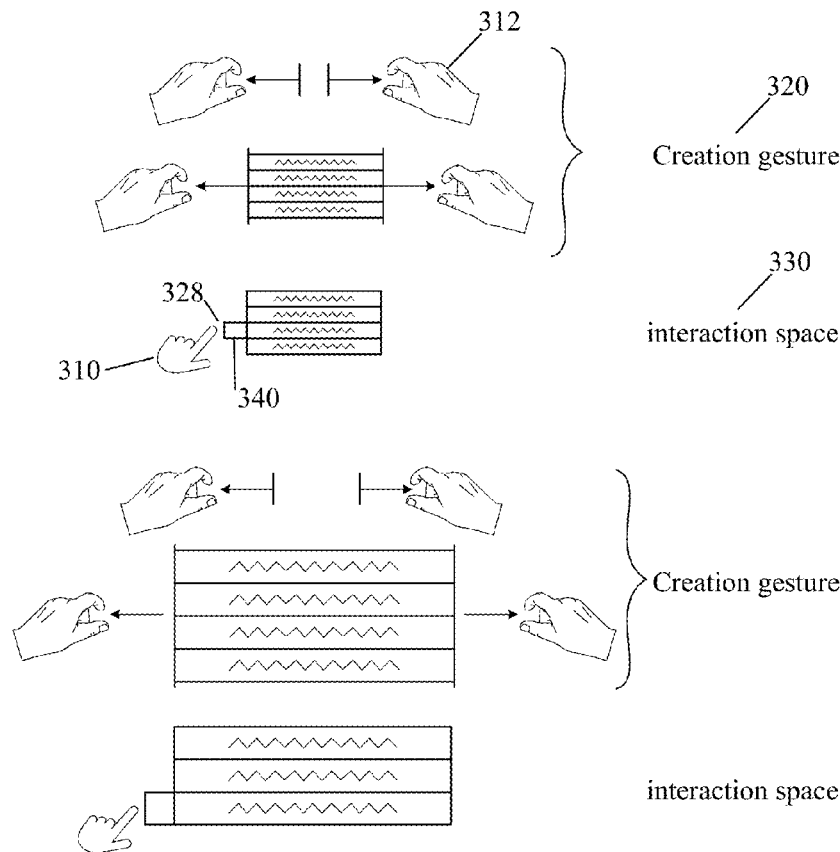 312
320
Creation gesture
330
328
interaction space
310
340
Creation gesture
interaction space